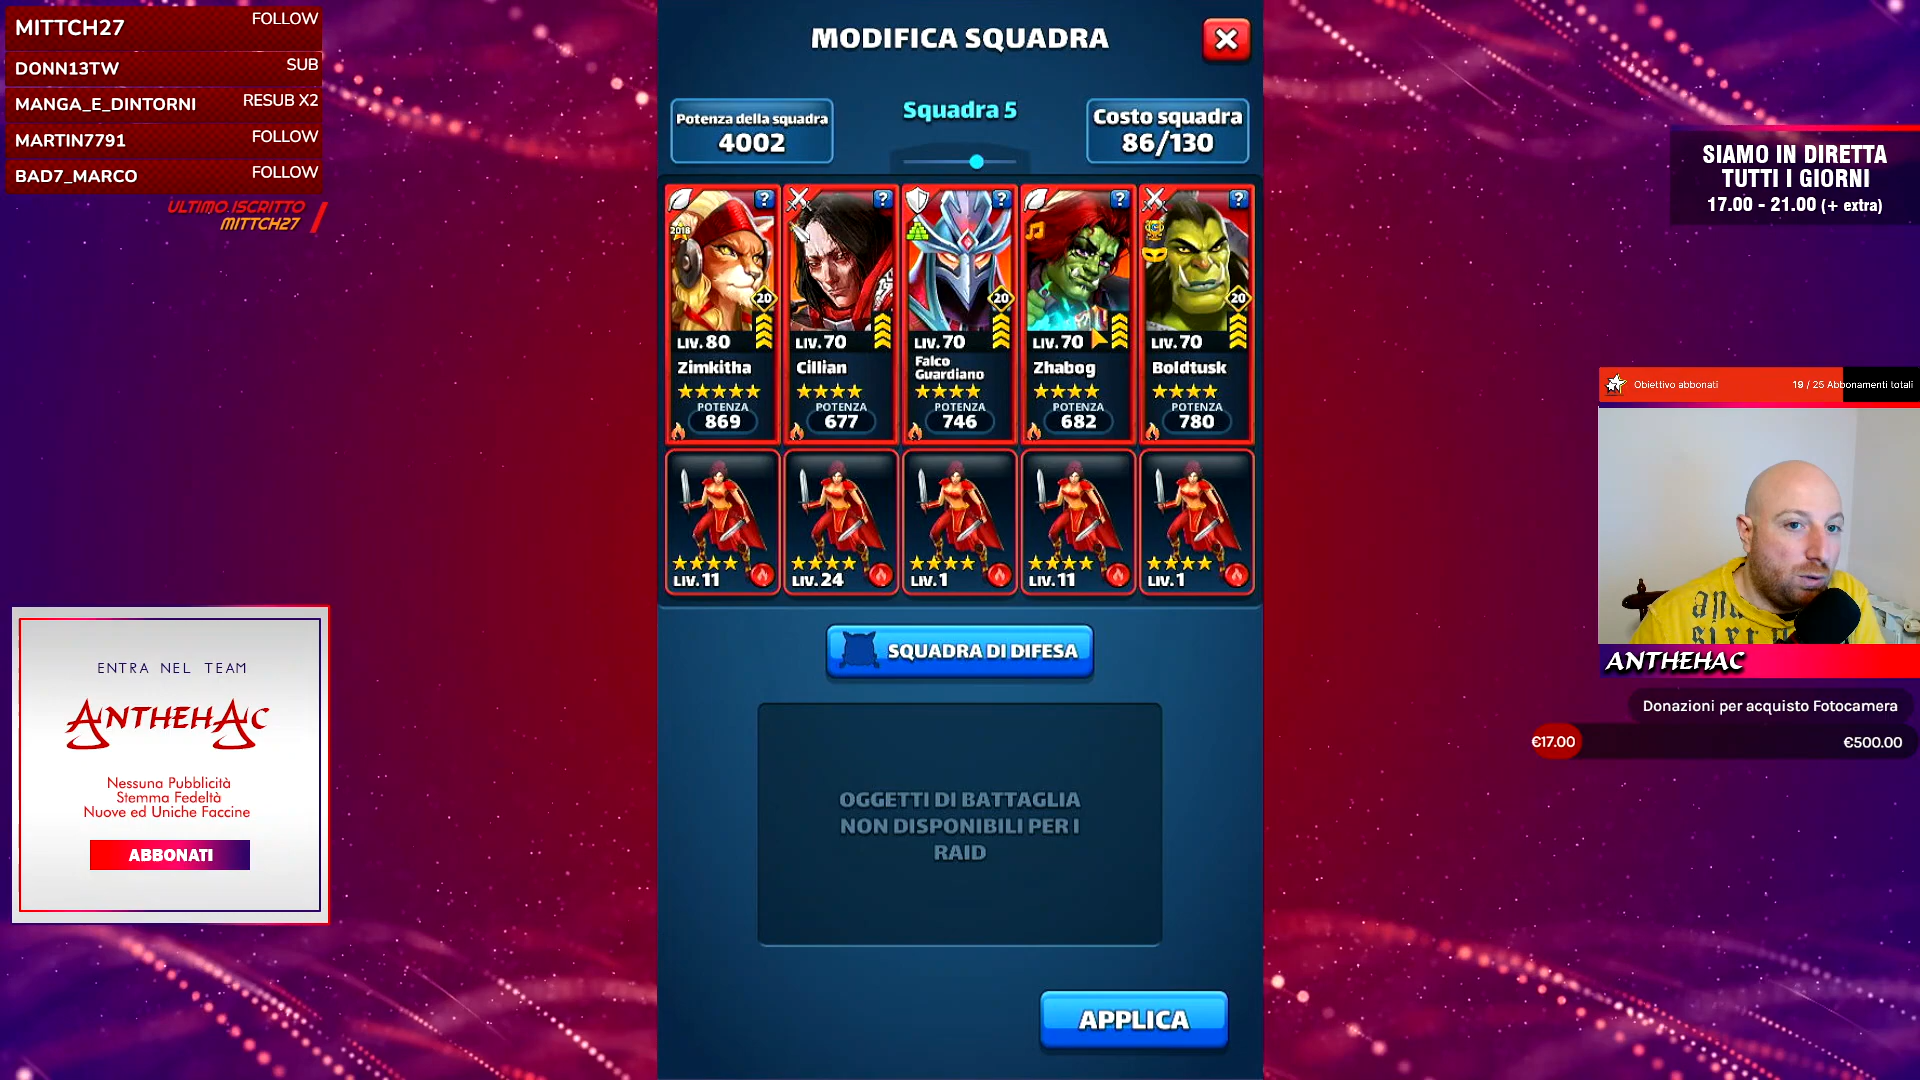 MITTCH27 FOLLOW
DONN13TW SUB
MANGA_E_DINTORNI RESUB X2
MARTIN7791 FOLLOW
BAD7_MARCO FOLLOW
ULTIMO ISCRITTO
MITTCH27
ENTRA NEL TEAM
ANTHEHAC
Nessuna Pubblicità
Stemma Fedeltà
Nuove ed Uniche Faccine
ABBONATI
MODIFICA SQUADRA
Potenza della squadra
4002
Squadra 5
Costo squadra
86/130
? ? ? ? ?
2018
20 20 20
LIV. 80 LIV. 70 LIV. 70 LIV. 70 LIV. 70
Zimkitha Cillian Falco Guardiano Zhabog Boldtusk
POTENZA POTENZA POTENZA POTENZA POTENZA
869 677 746 682 780
LIV. 11 LIV. 24 LIV. 1 LIV. 11 LIV. 1
SQUADRA DI DIFESA
OGGETTI DI BATTAGLIA
NON DISPONIBILI PER I
RAID
APPLICA
SIAMO IN DIRETTA
TUTTI I GIORNI
17.00 - 21.00 (+ extra)
Obiettivo abbonati 19 / 25 Abbonamenti totali
ANTHEHAC
Donazioni per acquisto Fotocamera
€17.00 €500.00